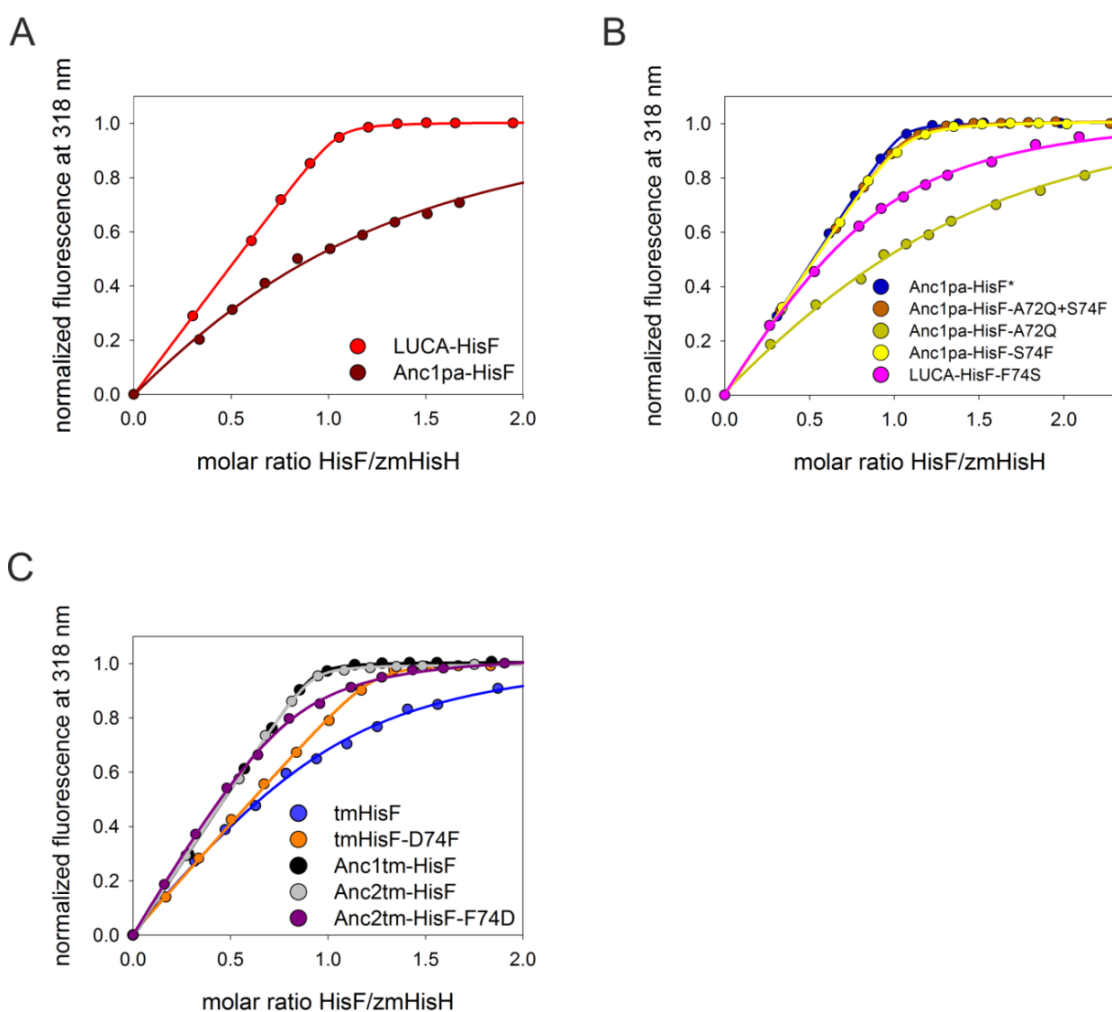 A
normalized fluorescence at 318 nm
1.0
0.8
0.6
0.4
0.2
0.0
LUCA-HisF
Anc1pa-HisF
0.0 0.5 1.0 1.5 2.0
molar ratio HisF/zmHisH
B
normalized fluorescence at 318 nm
1.0
0.8
0.6
0.4
0.2
0.0
Anc1pa-HisF*
Anc1pa-HisF-A72Q+S74F
Anc1pa-HisF-A72Q
Anc1pa-HisF-S74F
LUCA-HisF-F74S
0.0 0.5 1.0 1.5 2.0
molar ratio HisF/zmHisH
C
normalized fluorescence at 318 nm
1.0
0.8
0.6
0.4
0.2
0.0
tmHisF
tmHisF-D74F
Anc1tm-HisF
Anc2tm-HisF
Anc2tm-HisF-F74D
0.0 0.5 1.0 1.5 2.0
molar ratio HisF/zmHisH